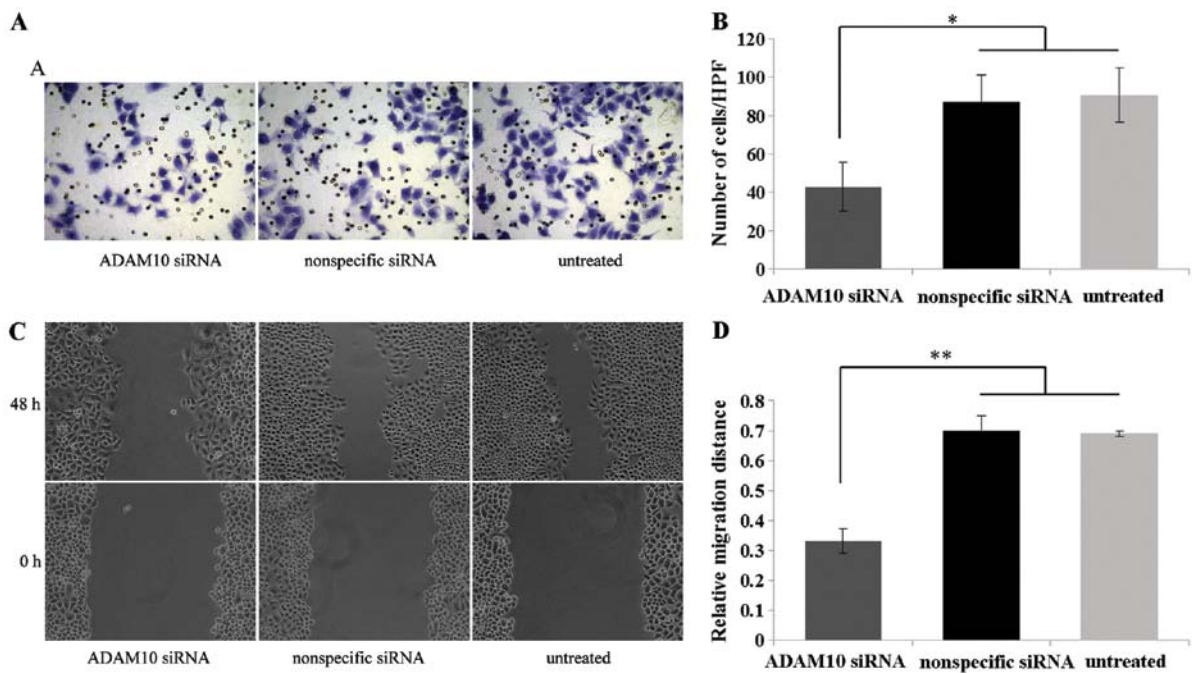 A
A
ADAM10 siRNA
nonspecific siRNA
untreated
B
*
Number of cells/HPF
120
100
80
60
40
20
0
ADAM10 siRNA
nonspecific siRNA
untreated
C
48 h
0 h
ADAM10 siRNA
nonspecific siRNA
untreated
D
**
Relative migration distance
0.8
0.7
0.6
0.5
0.4
0.3
0.2
0.1
0
ADAM10 siRNA
nonspecific siRNA
untreated